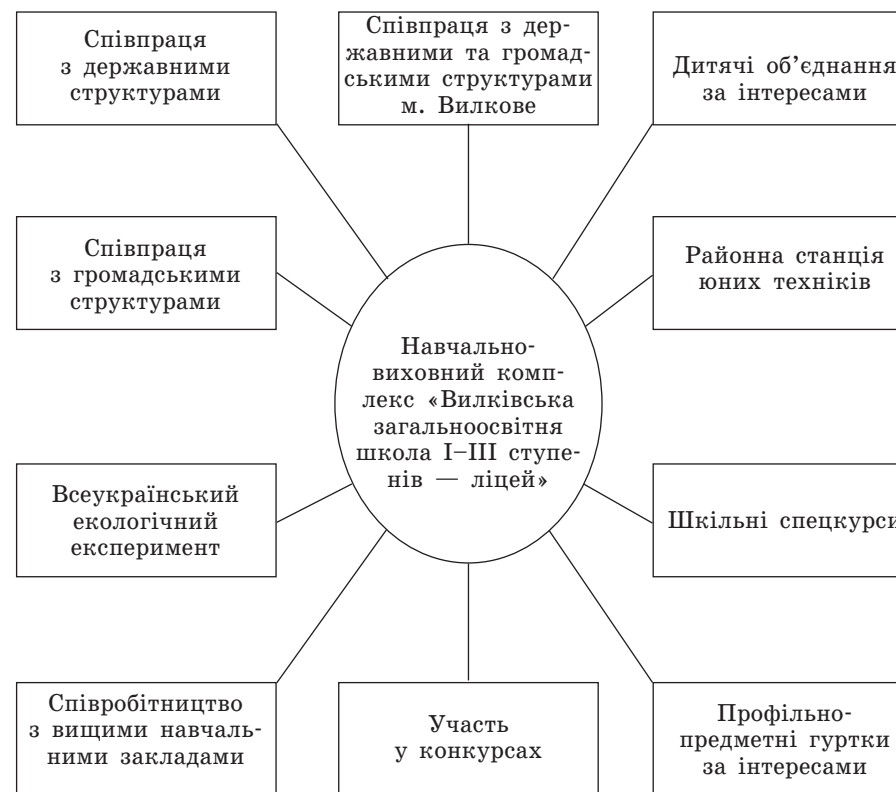 Співпраця
з державними
структурами
Співпраця з дер-
жавними та громад-
ськими структурами
м. Вилкове
Дитячі об’єднання
за інтересами
Співпраця
з громадськими
структурами
Районна станція
юних техніків
Навчально-
виховний комп-
лекс «Вилківська
загальноосвітня
школа І–ІІІ ступе-
нів — ліцей»
Всеукраїнський
екологічний
експеримент
Шкільні спецкурси
Співробітництво
з вищими навчаль-
ними закладами
Участь
у конкурсах
Профільно-
предметні гуртки
за інтересами